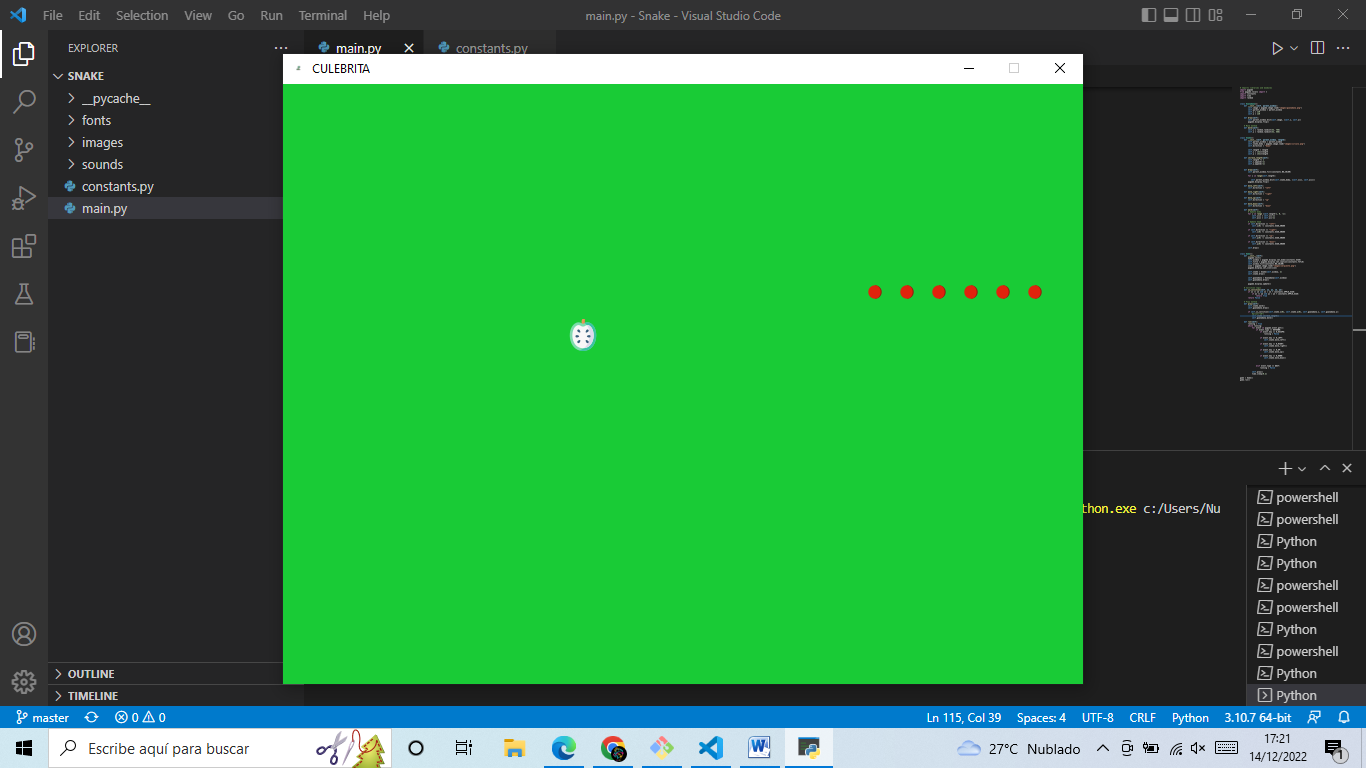 File Edit Selection View Go Run Terminal Help main.py - Snake - Visual Studio Code
EXPLORER
main.py
constants.py
CULEBRITA
SNAKE
__pycache__
fonts
images
sounds
constants.py
main.py
thon.exe c:/Users/Nu
powershell
powershell
Python
Python
powershell
powershell
Python
powershell
Python
Python
OUTLINE
TIMELINE
master 0 0 Ln 115, Col 39 Spaces: 4 UTF-8 CRLF Python 3.10.7 64-bit
Escribe aquí para buscar
27°C Nublado
17:21
14/12/2022
1